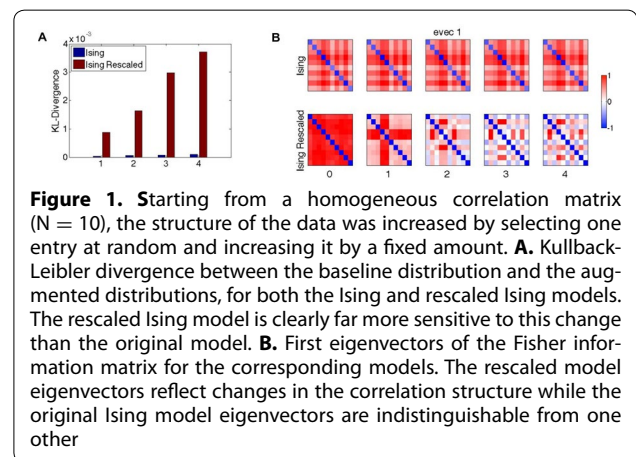 A
4 x 10⁻³
Ising
Ising Rescaled
3
2
1
0
KL-Divergence
1 2 3 4
B
evec 1
Ising
Ising Rescaled
0 1 2 3 4
1
0
-1
Figure 1. Starting from a homogeneous correlation matrix
(N = 10), the structure of the data was increased by selecting one
entry at random and increasing it by a fixed amount. A. Kullback-
Leibler divergence between the baseline distribution and the aug-
mented distributions, for both the Ising and rescaled Ising models.
The rescaled Ising model is clearly far more sensitive to this change
than the original model. B. First eigenvectors of the Fisher infor-
mation matrix for the corresponding models. The rescaled model
eigenvectors reflect changes in the correlation structure while the
original Ising model eigenvectors are indistinguishable from one
other